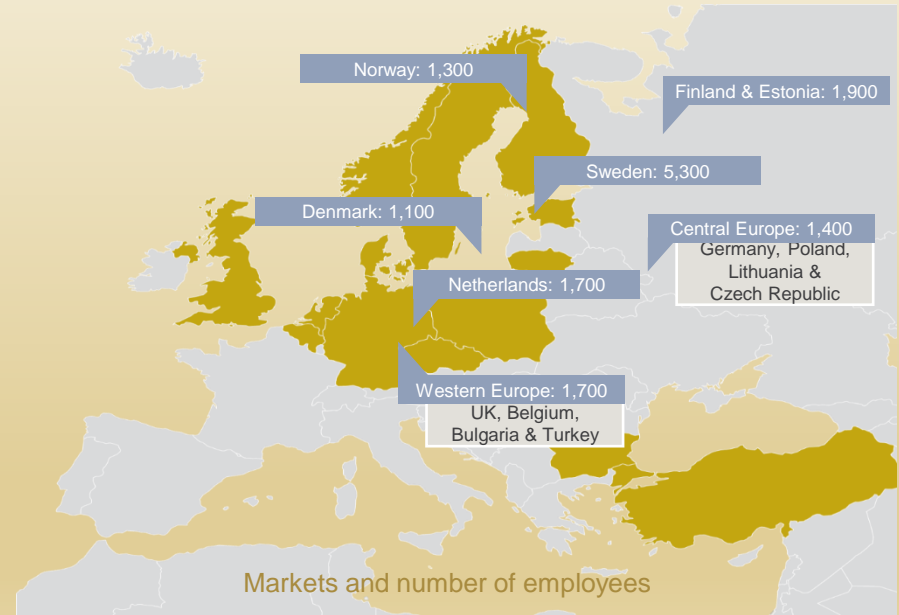 Norway: 1,300
Finland & Estonia: 1,900
Sweden: 5,300
Denmark: 1,100
Central Europe: 1,400
Germany, Poland,
Lithuania &
Czech Republic
Netherlands: 1,700
Western Europe: 1,700
UK, Belgium,
Bulgaria & Turkey
Markets and number of employees